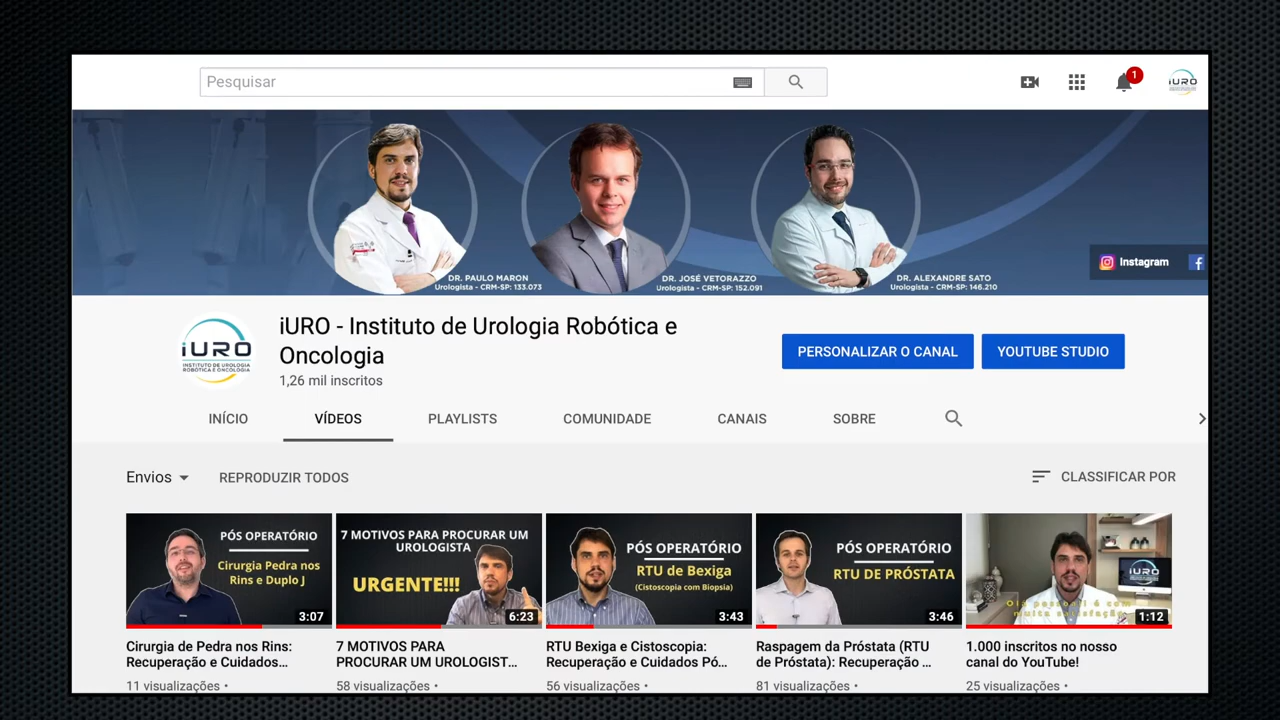 Pesquisar
1
iURO
DR. PAULO MARON
Urologista - CRM-SP: 133.073
DR. JOSÉ VETORAZZO
Urologista - CRM-SP: 152.091
DR. ALEXANDRE SATO
Urologista - CRM-SP: 146.210
Instagram
iURO
INSTITUTO DE UROLOGIA
ROBÓTICA E ONCOLOGIA
iURO - Instituto de Urologia Robótica e
Oncologia
1,26 mil inscritos
PERSONALIZAR O CANAL
YOUTUBE STUDIO
INÍCIO
VÍDEOS
PLAYLISTS
COMUNIDADE
CANAIS
SOBRE
Envios
REPRODUZIR TODOS
CLASSIFICAR POR
PÓS OPERATÓRIO
Cirurgia Pedra nos
Rins e Duplo J
3:07
7 MOTIVOS PARA PROCURAR UM
UROLOGISTA
URGENTE!!!
6:23
PÓS OPERATÓRIO
RTU de Bexiga
(Cistoscopia com Biopsia)
3:43
PÓS OPERATÓRIO
RTU DE PRÓSTATA
3:46
iURO
Olá pessoal é com
muita satisfação
1:12
Cirurgia de Pedra nos Rins:
Recuperação e Cuidados...
11 visualizações •
7 MOTIVOS PARA
PROCURAR UM UROLOGIST...
58 visualizações •
RTU Bexiga e Cistoscopia:
Recuperação e Cuidados Pó...
56 visualizações •
Raspagem da Próstata (RTU
de Próstata): Recuperação ...
81 visualizações •
1.000 inscritos no nosso
canal do YouTube!
25 visualizações •